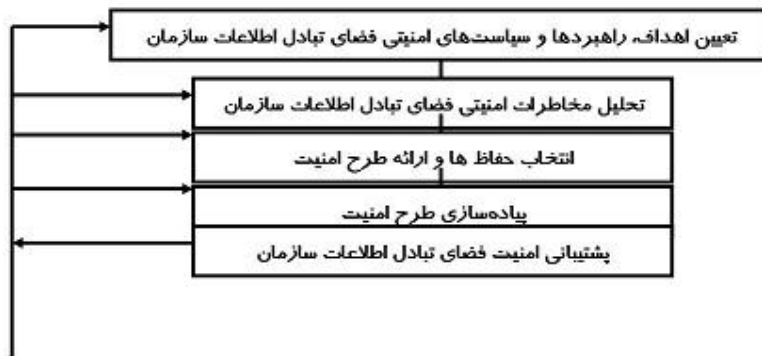 تعیین اهداف، راهبردها و سیاست‌های امنیتی فضای تبادل اطلاعات سازمان
تحلیل مخاطرات امنیتی فضای تبادل اطلاعات سازمان
انتخاب حفاظ ها و ارائه طرح امنیت
پیاده‌سازی طرح امنیت
پشتیبانی امنیت فضای تبادل اطلاعات سازمان